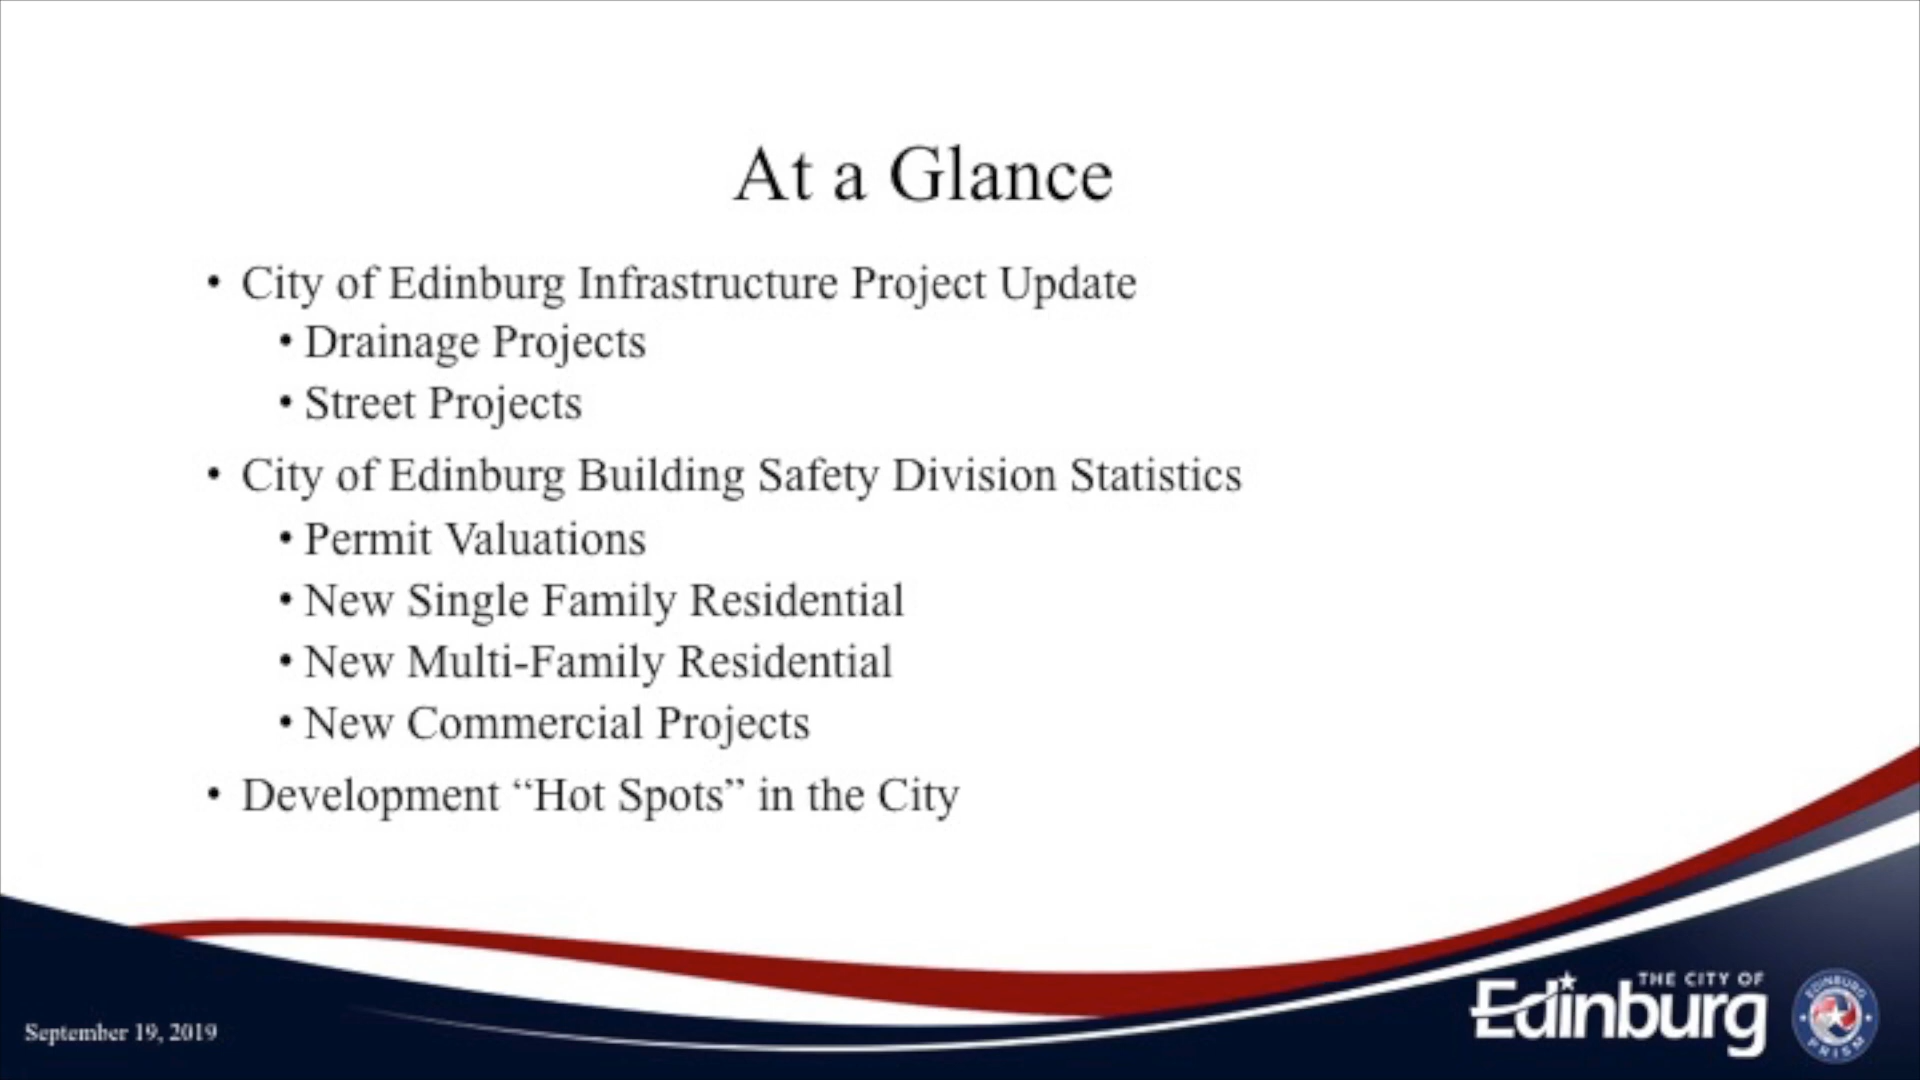 At a Glance
• City of Edinburg Infrastructure Project Update
• Drainage Projects
• Street Projects
• City of Edinburg Building Safety Division Statistics
• Permit Valuations
• New Single Family Residential
• New Multi-Family Residential
• New Commercial Projects
• Development “Hot Spots” in the City
September 19, 2019
THE CITY OF
Edinburg
EDINBURG
PRISM